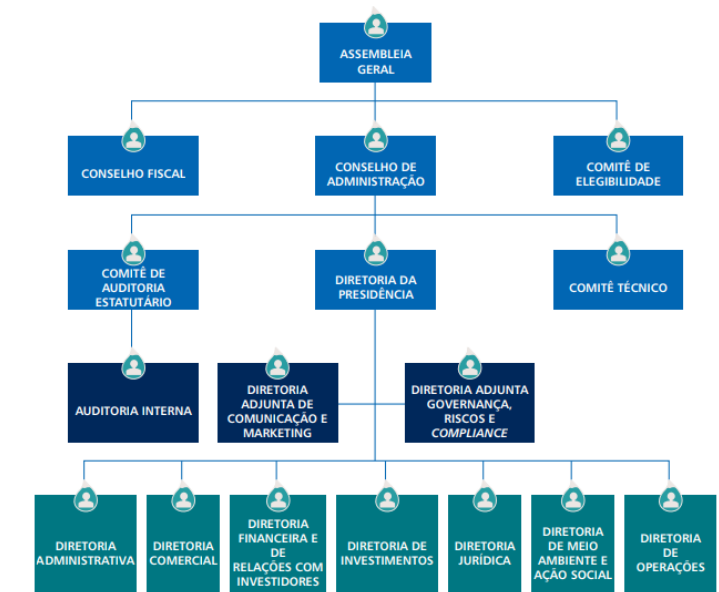 ASSEMBLEIA
GERAL
CONSELHO FISCAL
CONSELHO DE
ADMINISTRAÇÃO
COMITÊ DE
ELEGIBILIDADE
COMITÊ DE
AUDITORIA
ESTATUTÁRIO
DIRETORIA DA
PRESIDÊNCIA
COMITÊ TÉCNICO
AUDITORIA INTERNA
DIRETORIA
ADJUNTA DE
COMUNICAÇÃO E
MARKETING
DIRETORIA ADJUNTA
GOVERNANÇA,
RISCOS E
COMPLIANCE
DIRETORIA
ADMINISTRATIVA
DIRETORIA
COMERCIAL
DIRETORIA
FINANCEIRA E
DE
RELAÇÕES COM
INVESTIDORES
DIRETORIA DE
INVESTIMENTOS
DIRETORIA
JURÍDICA
DIRETORIA
DE MEIO
AMBIENTE E
AÇÃO SOCIAL
DIRETORIA
DE
OPERAÇÕES